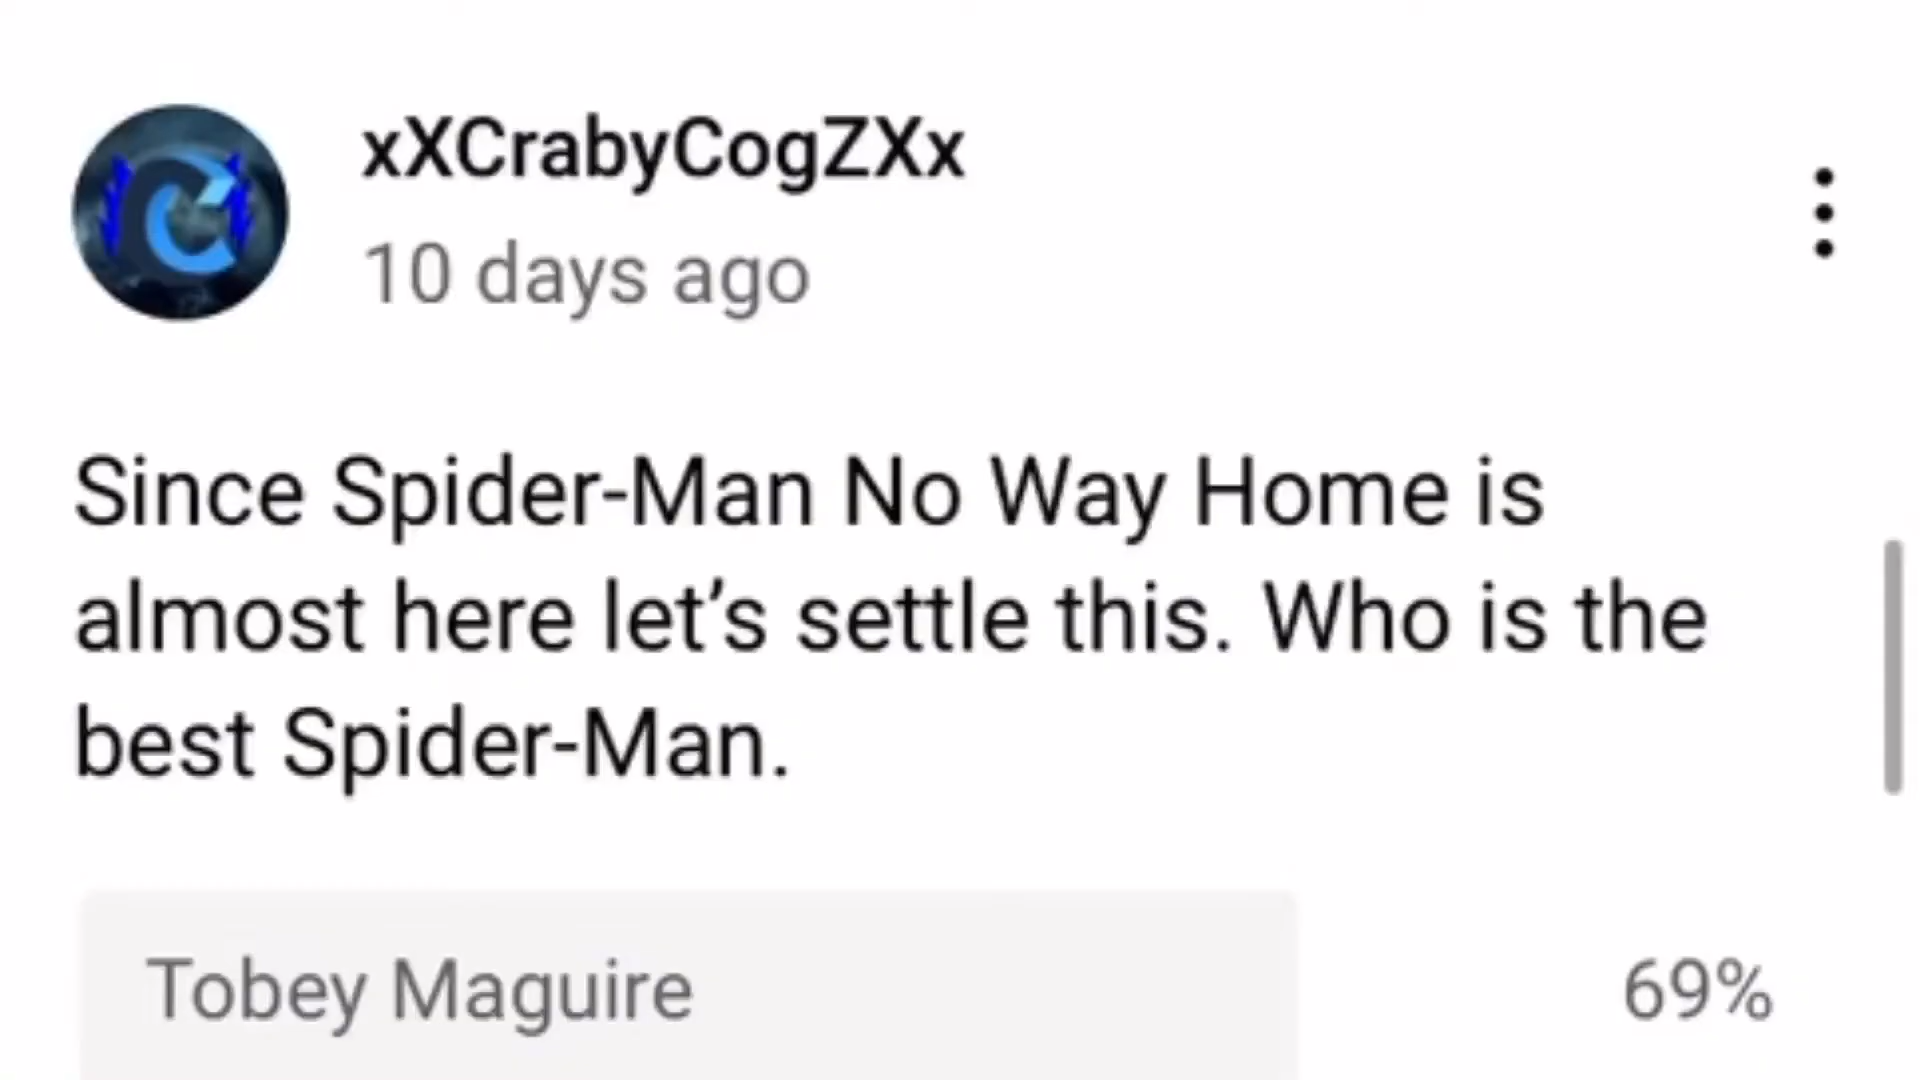 xXCrabyCogZXx
10 days ago
Since Spider-Man No Way Home is
almost here let’s settle this. Who is the
best Spider-Man.
Tobey Maguire 69%